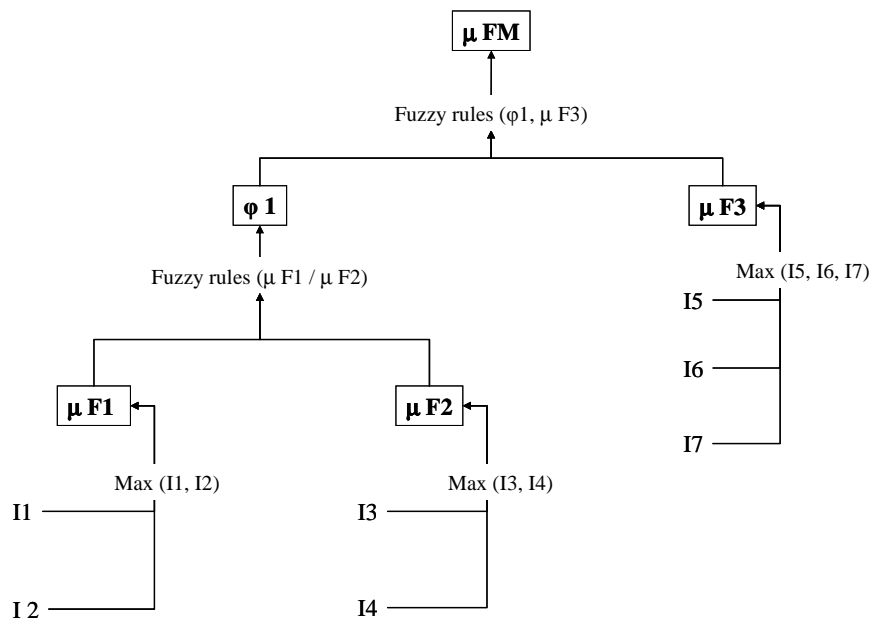 μ FM
Fuzzy rules (φ1, μ F3)
φ 1
μ F3
Fuzzy rules (μ F1 / μ F2)
Max (I5, I6, I7)
I5
I6
I7
μ F1
μ F2
Max (I1, I2)
Max (I3, I4)
I1
I3
I 2
I4